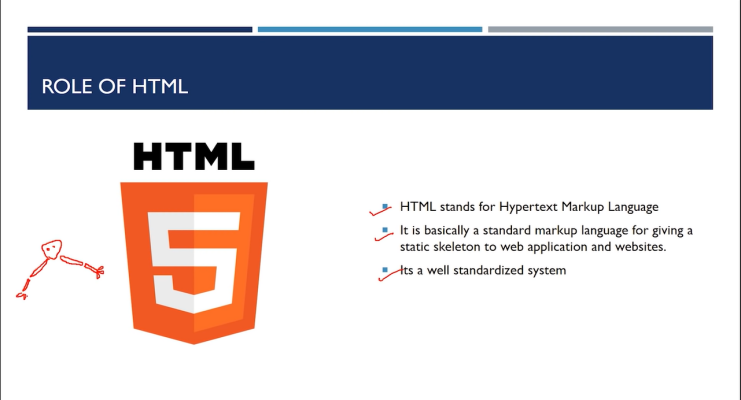 ROLE OF HTML
HTML
5
HTML stands for Hypertext Markup Language
It is basically a standard markup language for giving a
static skeleton to web application and websites.
Its a well standardized system